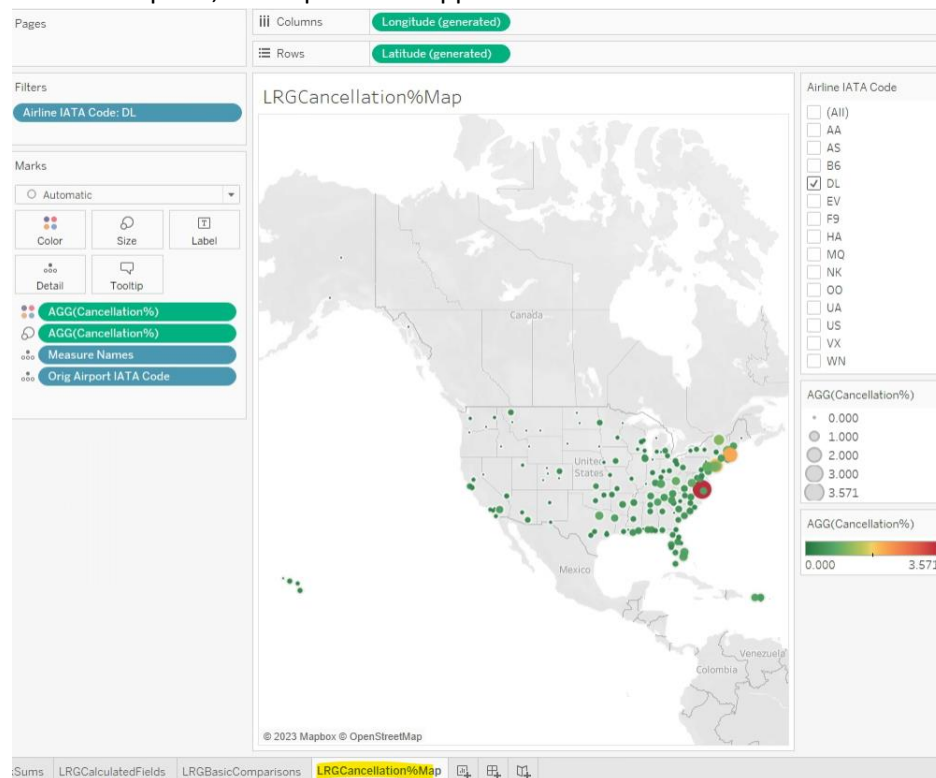 Pages
Columns
Longitude (generated)
Rows
Latitude (generated)
Filters
Airline IATA Code: DL
Marks
Automatic
Color
Size
Label
Detail
Tooltip
AGG(Cancellation%)
AGG(Cancellation%)
Measure Names
Orig Airport IATA Code
LRGCancellation%Map
Canada
United
States
Mexico
Venezuela
Colombia
© 2023 Mapbox © OpenStreetMap
Airline IATA Code
(All)
AA
AS
B6
DL
EV
F9
HA
MQ
NK
OO
UA
US
VX
WN
AGG(Cancellation%)
0.000
1.000
2.000
3.000
3.571
AGG(Cancellation%)
0.000 3.571
Sums LRGCalculatedFields LRGBasicComparisons LRGCancellation%Map